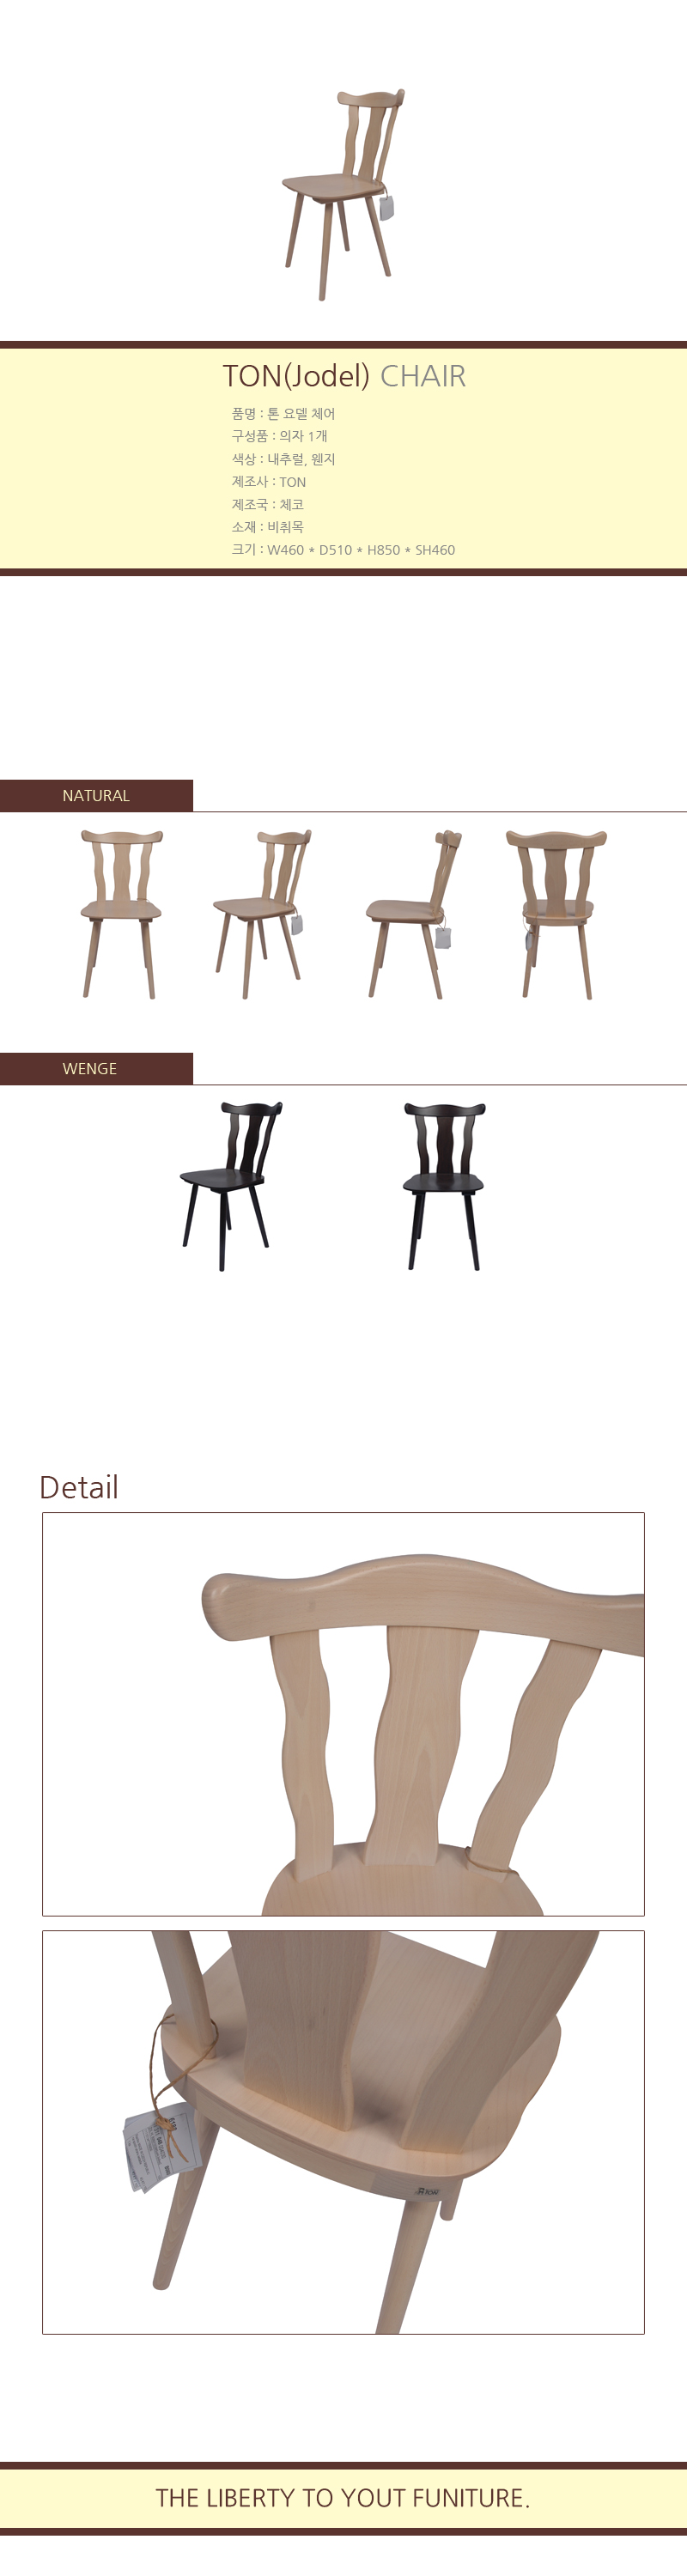 TON(Jodel) CHAIR
품명 : 톤 요델 체어
구성품 : 의자 1개
색상 : 내추럴, 웬지
제조사 : TON
제조국 : 체코
소재 : 비취목
크기 : W460 * D510 * H850 * SH460
NATURAL
WENGE
Detail
TON
THE LIBERTY TO YOUT FUNITURE.